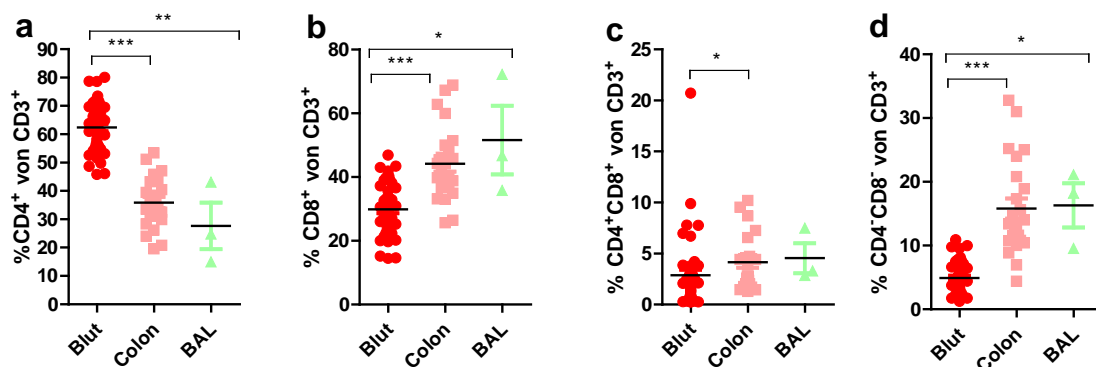 a
**
***
%CD4⁺ von CD3⁺
90
80
70
60
50
40
30
20
10
0
Blut
Colon
BAL
b
*
***
% CD8⁺ von CD3⁺
80
60
40
20
0
Blut
Colon
BAL
c
*
% CD4⁺CD8⁺ von CD3⁺
25
20
15
10
5
0
Blut
Colon
BAL
d
*
***
% CD4⁻CD8⁻ von CD3⁺
40
30
20
10
0
Blut
Colon
BAL